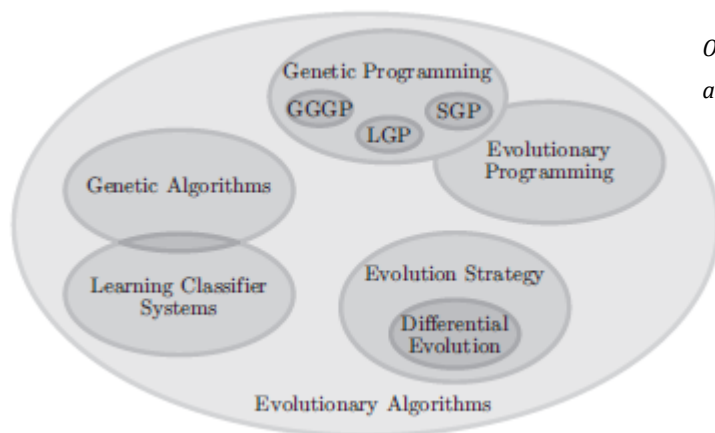 Genetic Programming
GGGP
SGP
LGP
Evolutionary
Programming
Genetic Algorithms
Learning Classifier
Systems
Evolution Strategy
Differential
Evolution
Evolutionary Algorithms
O
a